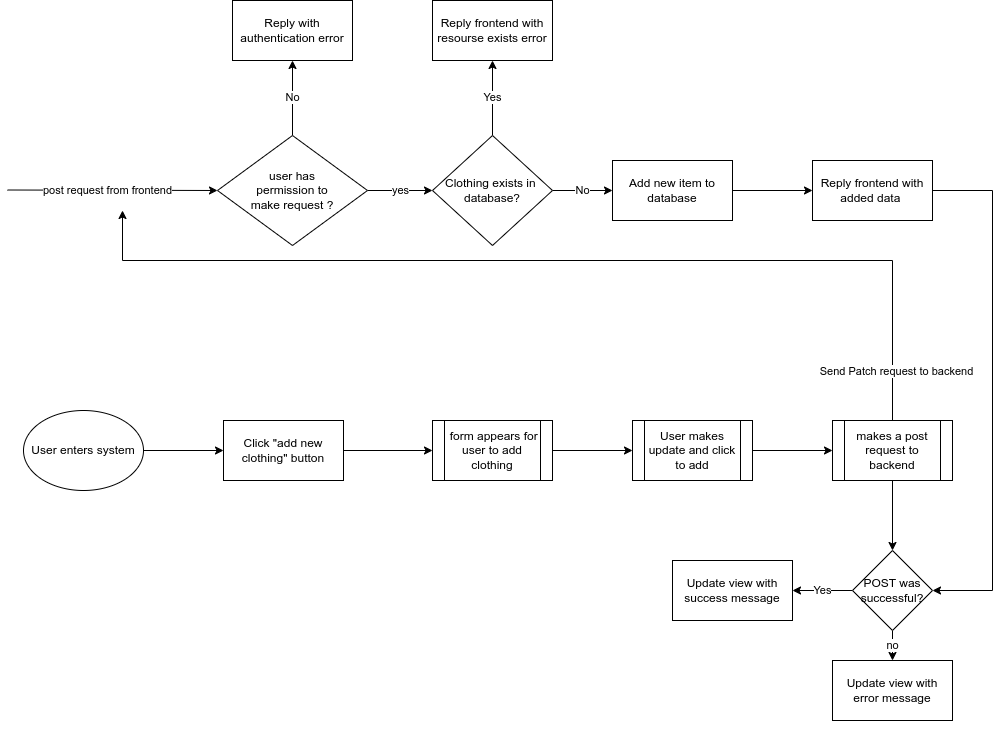 Reply with
authentication error
Reply frontend with
resourse exists error
No
Yes
post request from frontend
user has
permission to
make request ?
yes
Clothing exists in
database?
No
Add new item to
database
Reply frontend with
added data
Send Patch request to backend
User enters system
Click "add new
clothing" button
form appears for
user to add
clothing
User makes
update and click
to add
makes a post
request to
backend
Update view with
success message
Yes
POST was
successful?
no
Update view with
error message